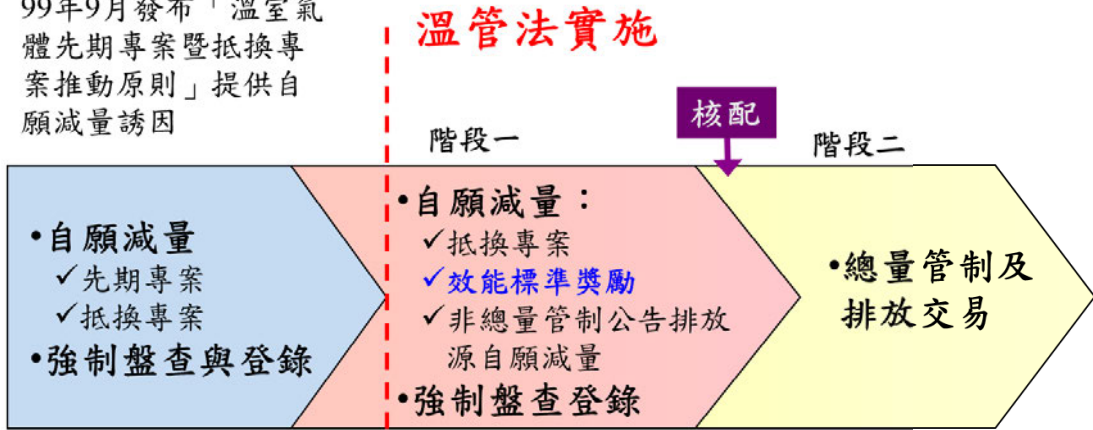 99年9月發布「溫室氣
體先期專案暨抵換專
案推動原則」提供自
願減量誘因
溫管法實施
階段一
核配
階段二
•自願減量
✓先期專案
✓抵換專案
•強制盤查與登錄
•自願減量：
✓抵換專案
✓效能標準獎勵
✓非總量管制公告排放
源自願減量
•強制盤查登錄
•總量管制及
排放交易